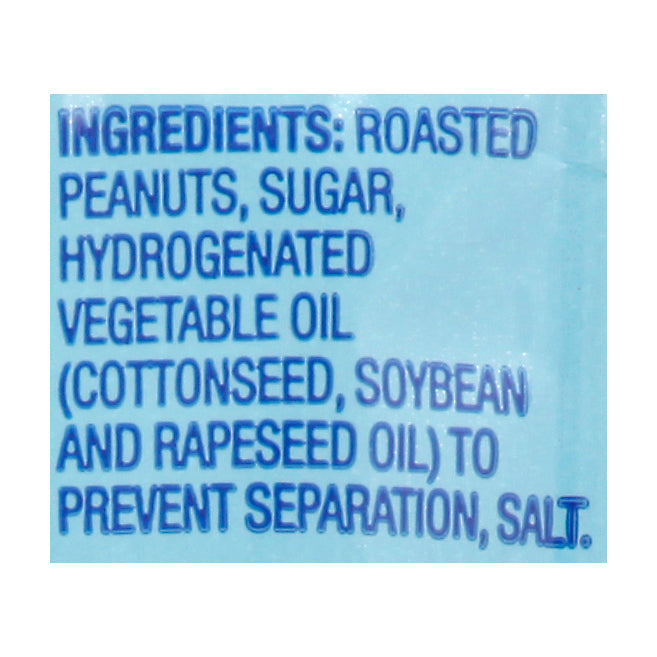 INGREDIENTS: ROASTED
PEANUTS, SUGAR,
HYDROGENATED
VEGETABLE OIL
(COTTONSEED, SOYBEAN
AND RAPESEED OIL) TO
PREVENT SEPARATION, SALT.